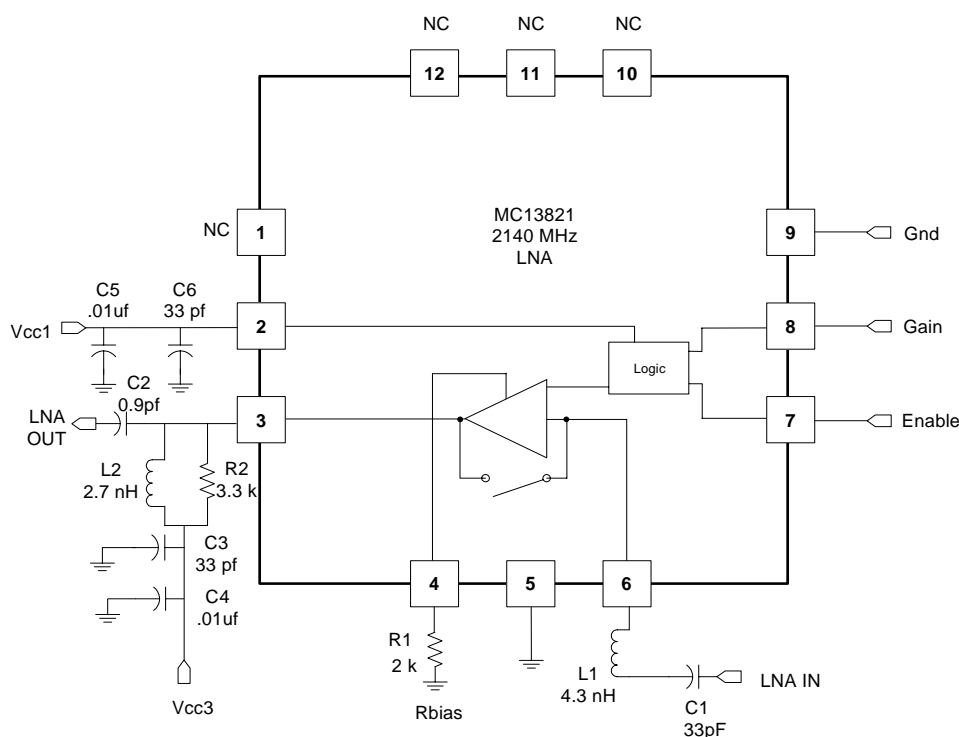 NC
NC
NC
12
11
10
NC
1
MC13821
2140 MHz
LNA
9
Gnd
C5
.01uf
C6
33 pf
Vcc1
2
8
Gain
Logic
C2
0.9pf
LNA
OUT
3
7
Enable
L2
2.7 nH
R2
3.3 k
C3
33 pf
C4
.01uf
4
5
6
R1
2 k
L1
4.3 nH
C1
33pF
LNA IN
Vcc3
Rbias